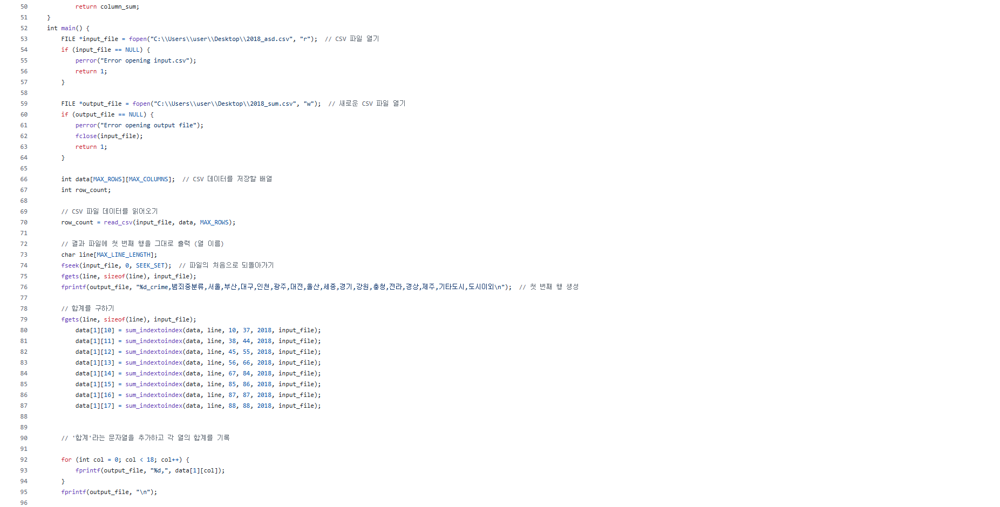 50 return column_sum;
51 }
52 int main() {
53 FILE *input_file = fopen("C:\\Users\\user\\Desktop\\2018_asd.csv", "r");  // CSV 파일 열기
54 if (input_file == NULL) {
55 perror("Error opening input.csv");
56 return 1;
57 }
58
59 FILE *output_file = fopen("C:\\Users\\user\\Desktop\\2018_sum.csv", "w");  // 새로운 CSV 파일 열기
60 if (output_file == NULL) {
61 perror("Error opening output file");
62 fclose(input_file);
63 return 1;
64 }
65
66 int data[MAX_ROWS][MAX_COLUMNS];  // CSV 데이터를 저장할 배열
67 int row_count;
68
69 // CSV 파일 데이터를 읽어오기
70 row_count = read_csv(input_file, data, MAX_ROWS);
71
72 // 결과 파일에 첫 번째 행을 그대로 출력 (열 이름)
73 char line[MAX_LINE_LENGTH];
74 fseek(input_file, 0, SEEK_SET);  // 파일의 처음으로 되돌아가기
75 fgets(line, sizeof(line), input_file);
76 fprintf(output_file, "%d_crime,범죄중분류,서울,부산,대구,인천,광주,대전,울산,세종,경기,강원,충청,전라,경상,제주,기타도시,도시이외\n");  // 첫 번째 행 생성
77
78 // 합계를 구하기
79 fgets(line, sizeof(line), input_file);
80 data[1][10] = sum_indextoindex(data, line, 10, 37, 2018, input_file);
81 data[1][11] = sum_indextoindex(data, line, 38, 44, 2018, input_file);
82 data[1][12] = sum_indextoindex(data, line, 45, 55, 2018, input_file);
83 data[1][13] = sum_indextoindex(data, line, 56, 66, 2018, input_file);
84 data[1][14] = sum_indextoindex(data, line, 67, 84, 2018, input_file);
85 data[1][15] = sum_indextoindex(data, line, 85, 86, 2018, input_file);
86 data[1][16] = sum_indextoindex(data, line, 87, 87, 2018, input_file);
87 data[1][17] = sum_indextoindex(data, line, 88, 88, 2018, input_file);
88
89
90 // '합계'라는 문자열을 추가하고 각 열의 합계를 기록
91
92 for (int col = 0; col < 18; col++) {
93 fprintf(output_file, "%d,", data[1][col]);
94 }
95 fprintf(output_file, "\n");
96